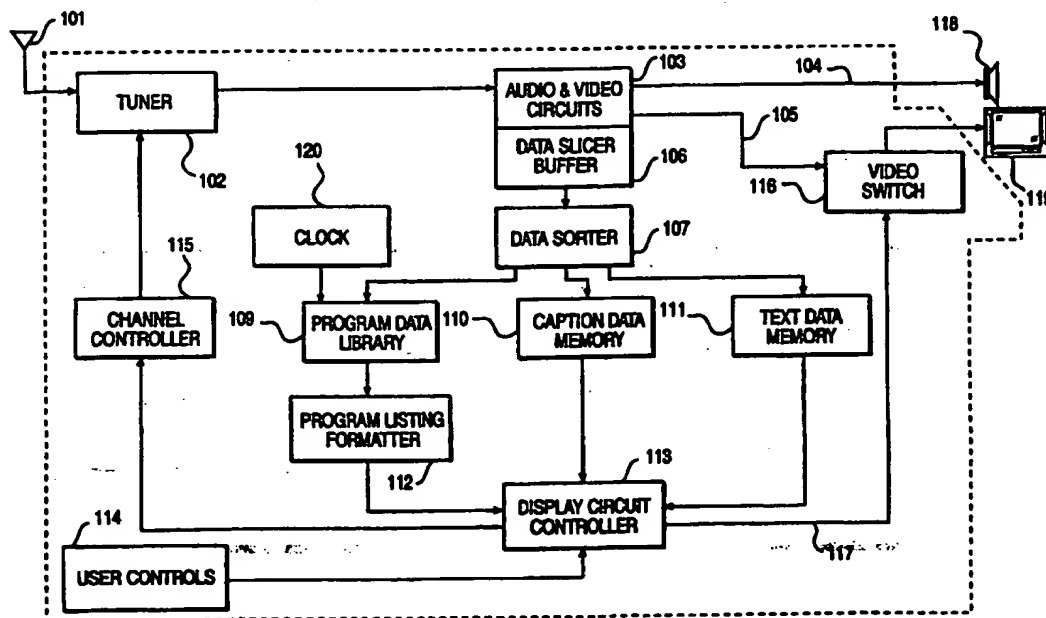 101
118
103
104
TUNER
AUDIO & VIDEO
CIRCUITS
105
DATA SLICER
BUFFER
106
102
VIDEO
SWITCH
116
119
120
CLOCK
DATA SORTER
107
115
CHANNEL
CONTROLLER
109
PROGRAM DATA
LIBRARY
110
CAPTION DATA
MEMORY
111
TEXT DATA
MEMORY
PROGRAM LISTING
FORMATTER
112
113
DISPLAY CIRCUIT
CONTROLLER
117
114
USER CONTROLS